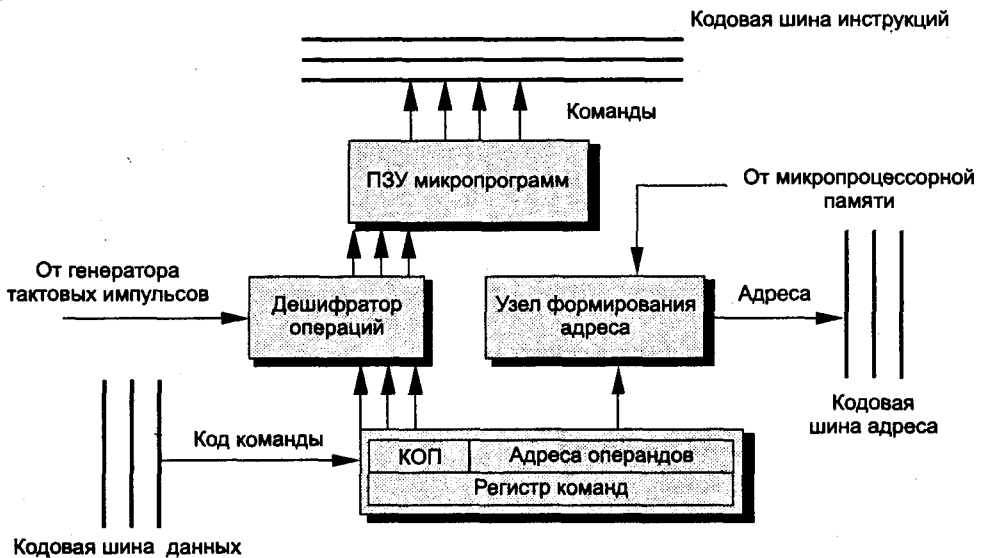 Кодовая шина инструкций
Команды
ПЗУ микропрограмм
От микропроцессорной
памяти
От генератора
тактовых импульсов
Дешифратор
операций
Узел формирования
адреса
Адреса
Кодовая
шина адреса
Код команды
КОП
Адреса операндов
Регистр команд
Кодовая шина данных